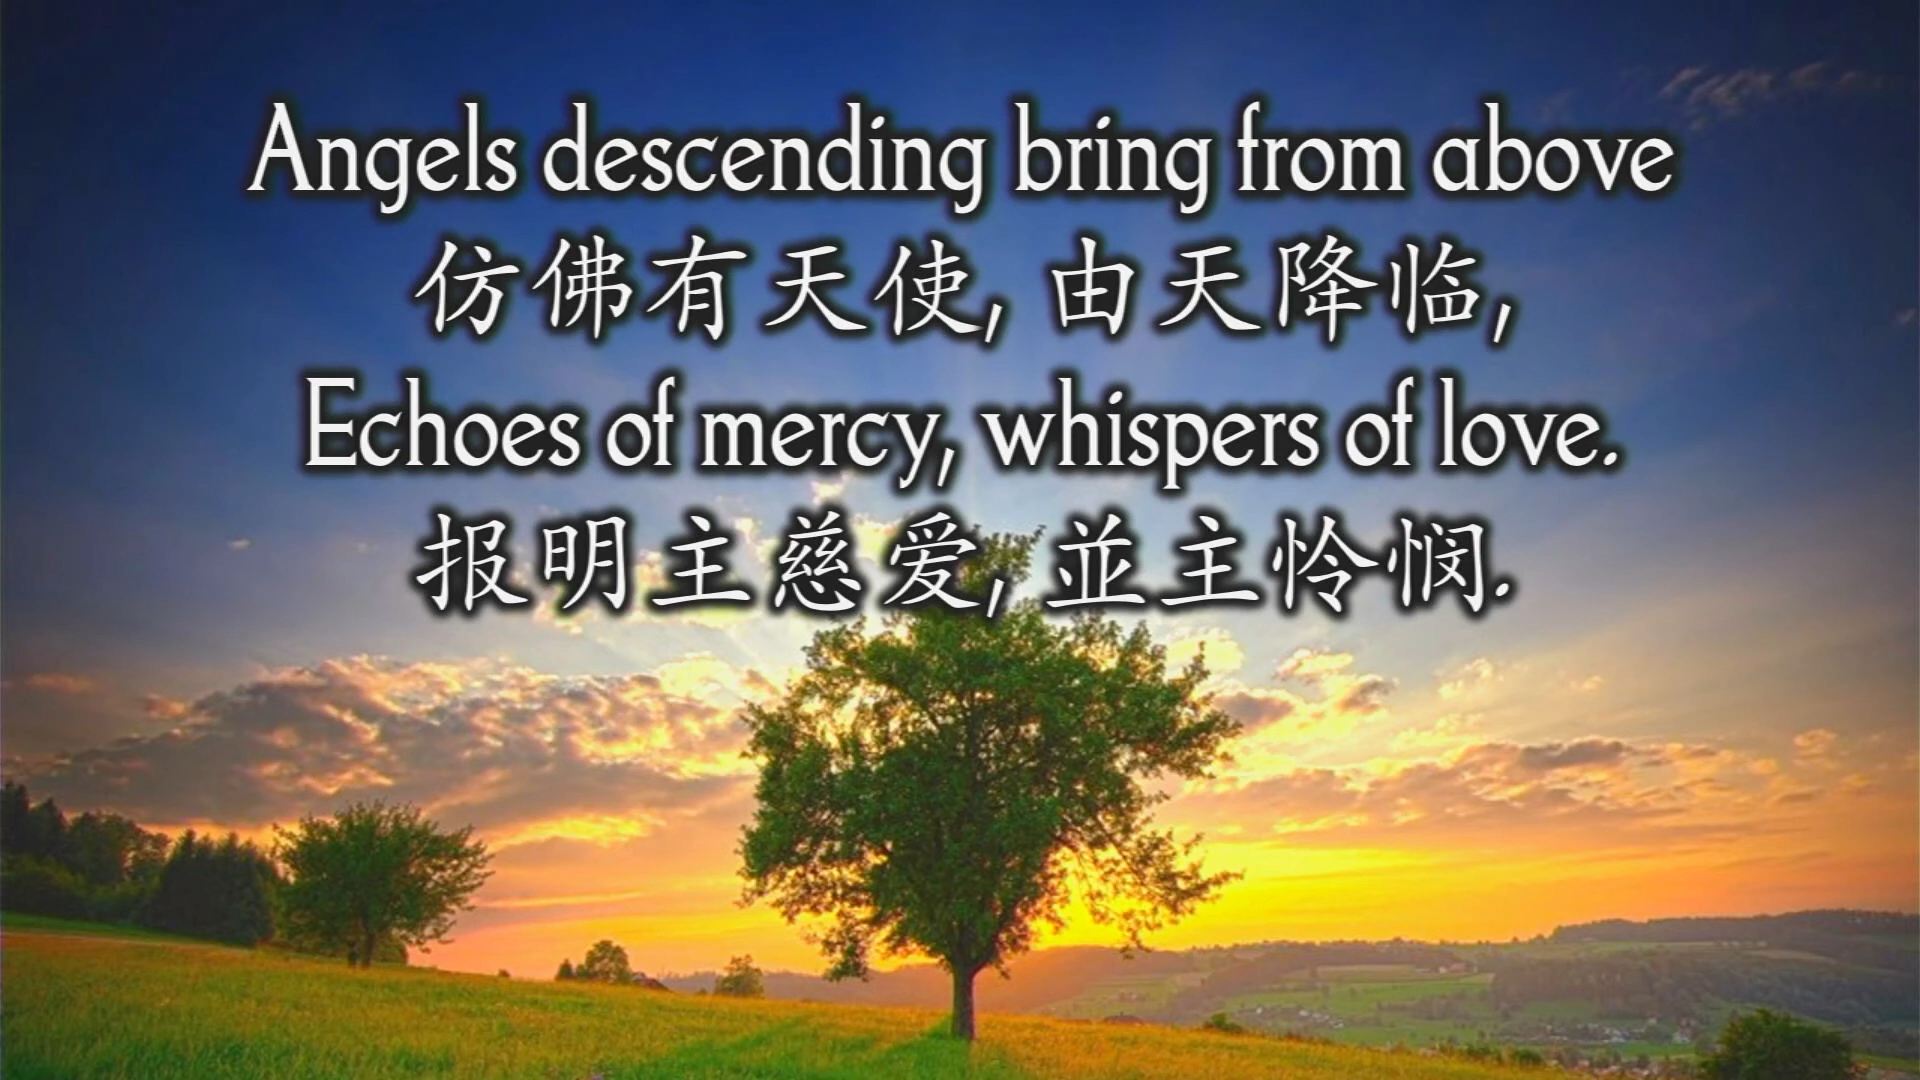 Angels descending bring from above
仿佛有天使, 由天降临,
Echoes of mercy, whispers of love.
报明主慈爱, 並主怜悯.